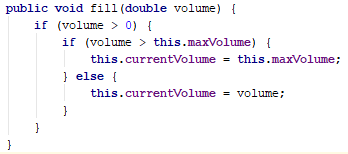 public void fill(double volume) {
    if (volume > 0) {
        if (volume > this.maxVolume) {
            this.currentVolume = this.maxVolume;
        } else {
            this.currentVolume = volume;
        }
    }
}